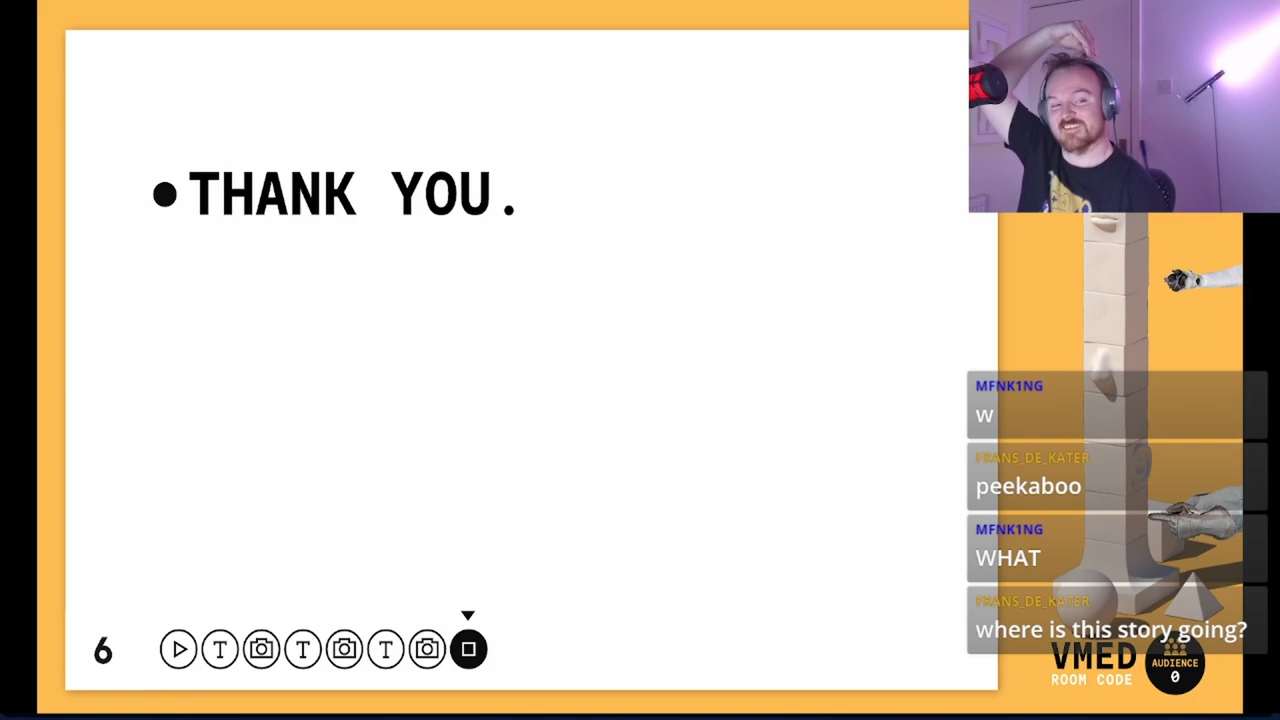 • THANK YOU.
MFNK1NG
w
FRANS_DE_KATER
peekaboo
MFNK1NG
WHAT
FRANS_DE_KATER
where is this story going?
6
T
T
T
VMED
ROOM CODE
AUDIENCE
0